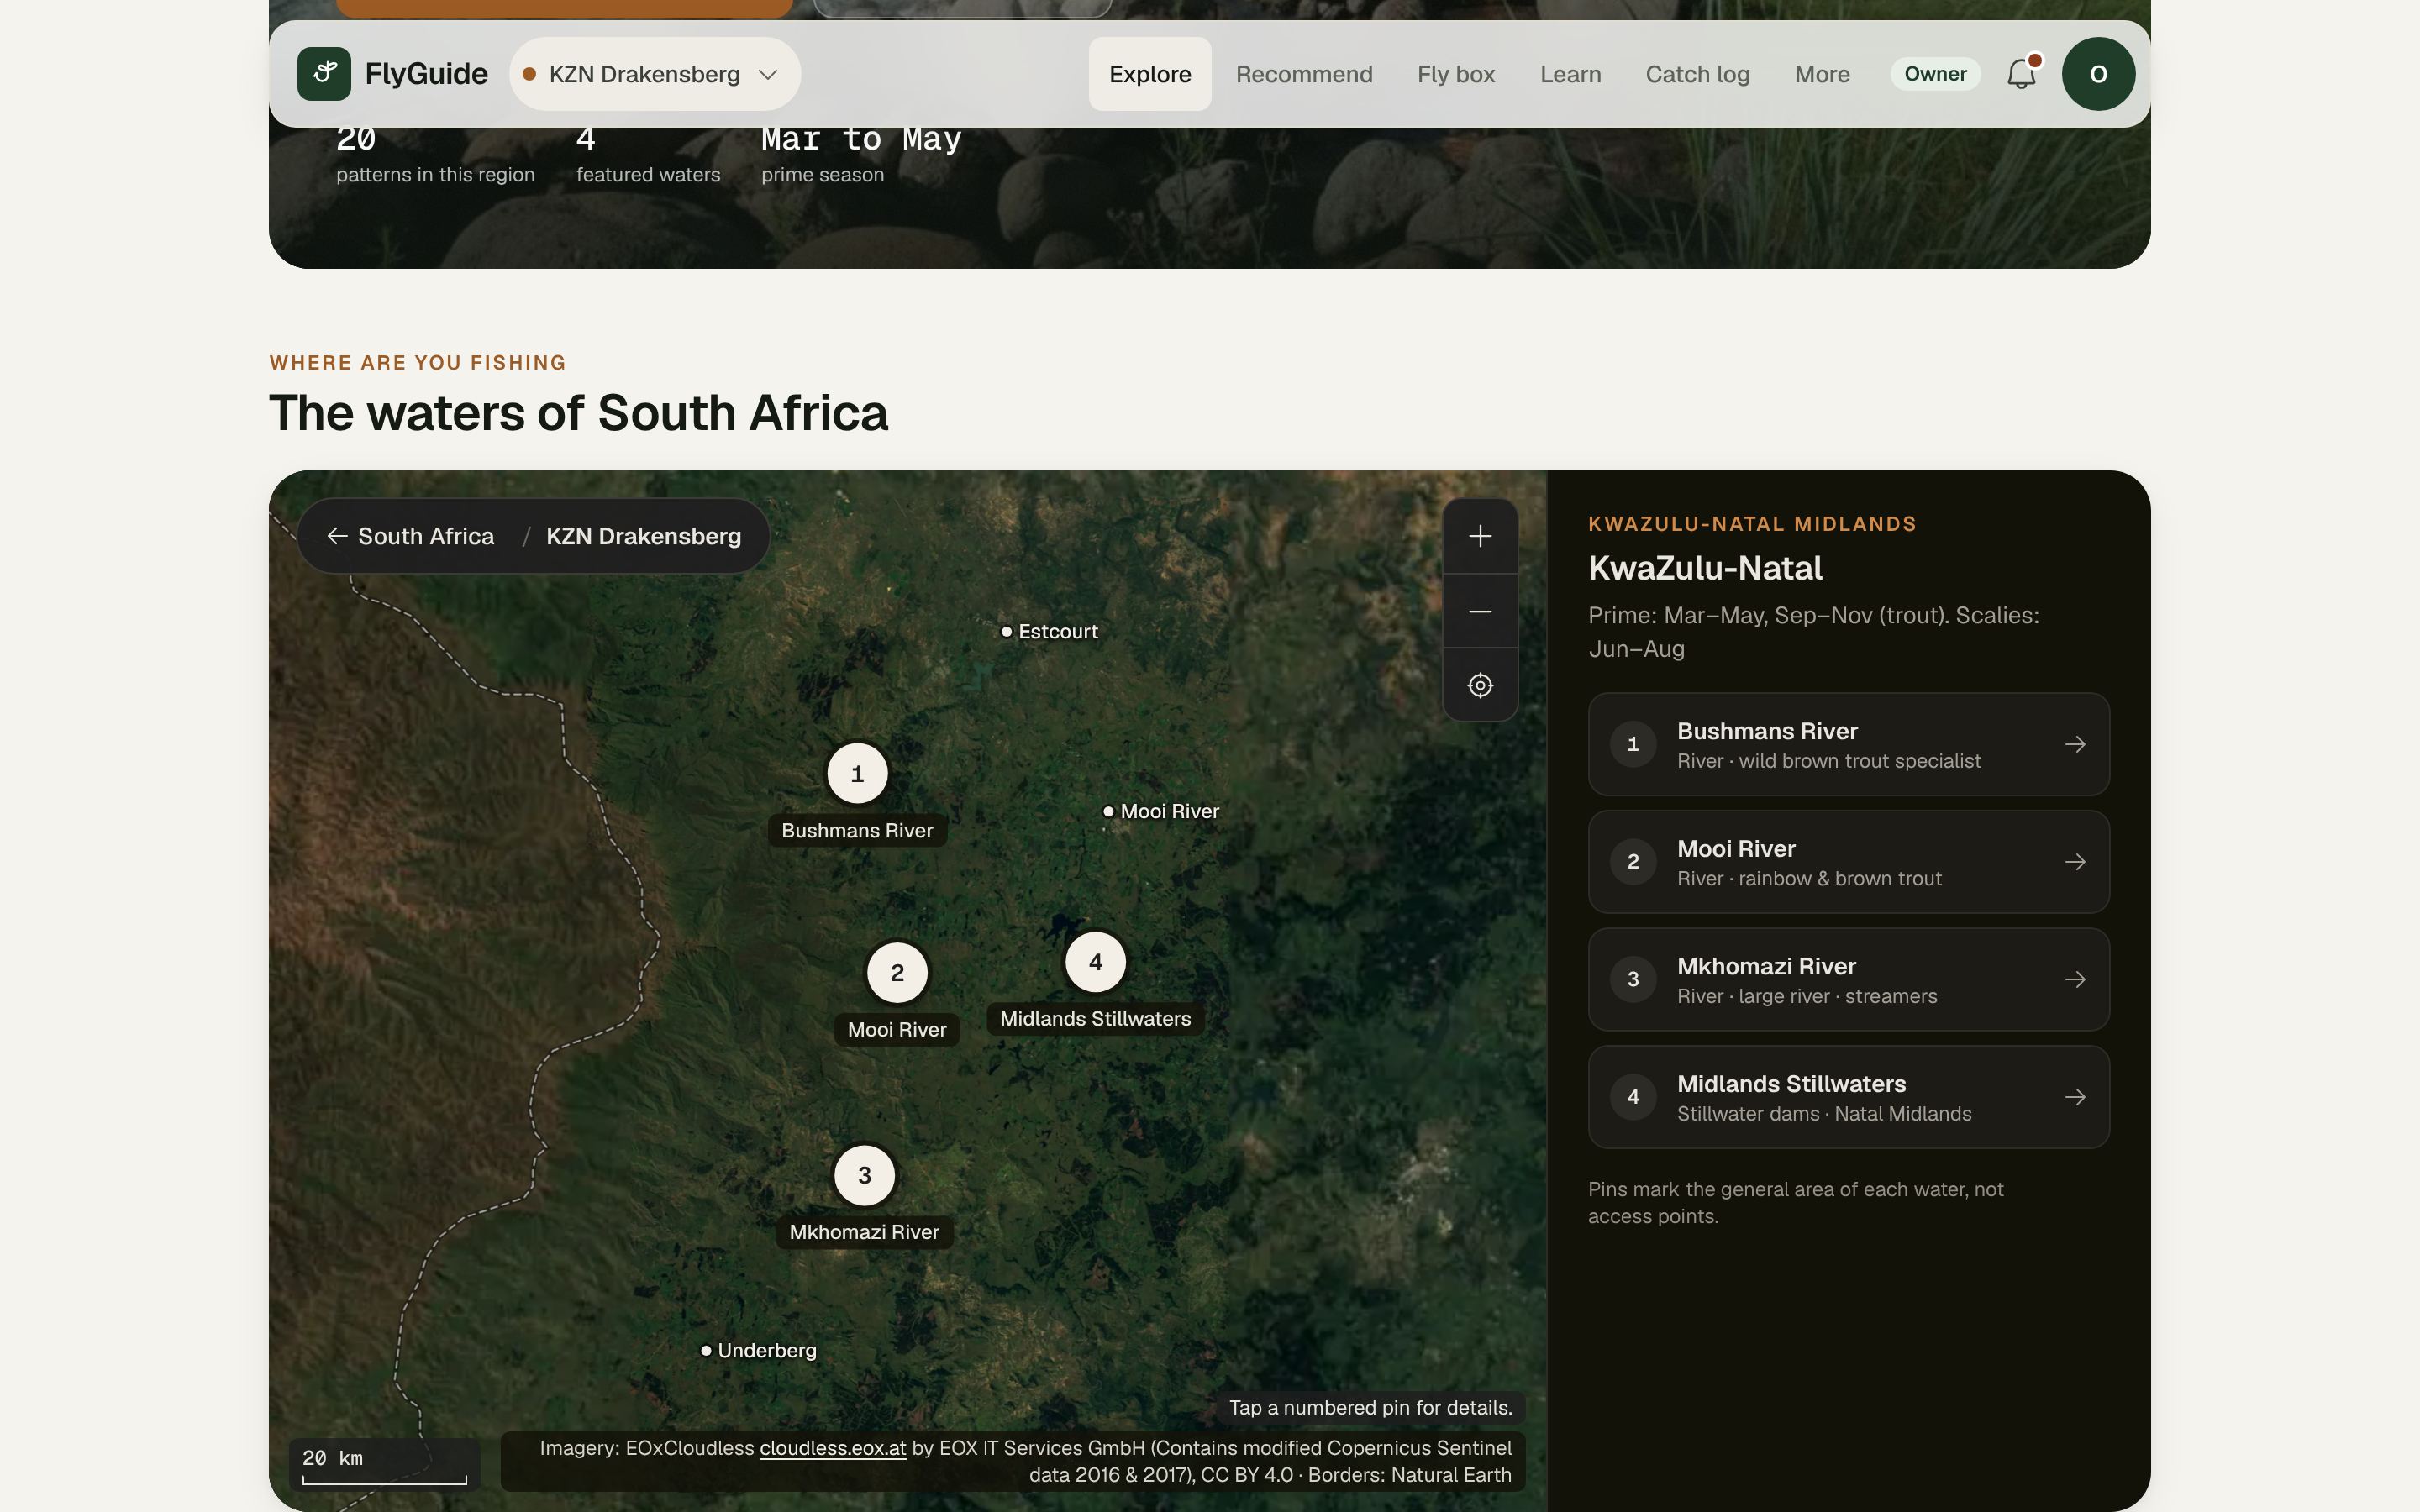 FlyGuide
KZN Drakensberg
Explore
Recommend
Fly box
Learn
Catch log
More
Owner
O
20
patterns in this region
4
featured waters
Mar to May
prime season
WHERE ARE YOU FISHING
The waters of South Africa
South Africa / KZN Drakensberg
Estcourt
1
Bushmans River
Mooi River
2
Mooi River
4
Midlands Stillwaters
3
Mkhomazi River
Underberg
Tap a numbered pin for details.
20 km
Imagery: EOxCloudless cloudless.eox.at by EOX IT Services GmbH (Contains modified Copernicus Sentinel
data 2016 & 2017), CC BY 4.0 · Borders: Natural Earth
KWAZULU-NATAL MIDLANDS
KwaZulu-Natal
Prime: Mar–May, Sep–Nov (trout). Scalies:
Jun–Aug
1
Bushmans River
River · wild brown trout specialist
2
Mooi River
River · rainbow & brown trout
3
Mkhomazi River
River · large river · streamers
4
Midlands Stillwaters
Stillwater dams · Natal Midlands
Pins mark the general area of each water, not
access points.